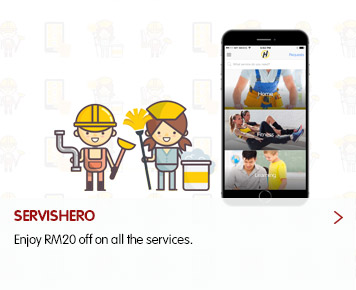 Home
Fitness
Learning
SERVISHERO
Enjoy RM20 off on all the services.